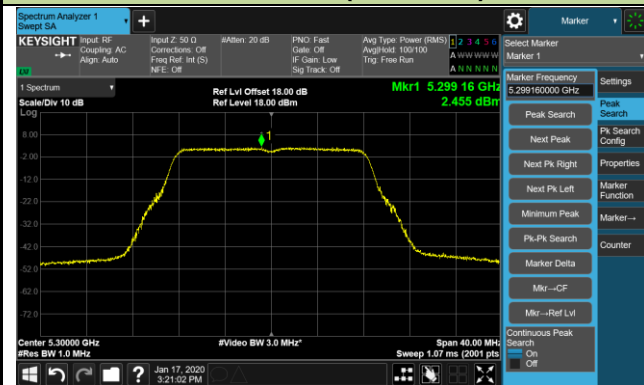 Spectrum Analyzer 1
Swept SA
Marker
KEYSIGHT
Input: RF
Coupling: AC
Align: Auto
Input Z: 50 Ω
Corrections: Off
Freq Ref: Int (S)
NFE: Off
#Atten: 20 dB
PNO: Fast
Gate: Off
IF Gain: Low
Sig Track: Off
Avg Type: Power (RMS)
Avg|Hold: 100/100
Trig: Free Run
1 2 3 4 5 6
A W W W W W
A N N N N N
Select Marker
Marker 1
1 Spectrum
Scale/Div 10 dB
Log
Ref Lvl Offset 18.00 dB
Ref Level 18.00 dBm
Mkr1 5.299 16 GHz
2.455 dBm
1
8.00
-2.00
-12.0
-22.0
-32.0
-42.0
-52.0
-62.0
-72.0
Center 5.30000 GHz
#Res BW 1.0 MHz
#Video BW 3.0 MHz*
Span 40.00 MHz
Sweep 1.07 ms (2001 pts)
Marker Frequency
5.299160000 GHz
Peak Search
Next Peak
Next Pk Right
Next Pk Left
Minimum Peak
Pk-Pk Search
Marker Delta
Mkr→CF
Mkr→Ref Lvl
Continuous Peak
Search
On
Off
Settings
Peak
Search
Pk Search
Config
Properties
Marker
Function
Marker→
Counter
Jan 17, 2020
3:21:02 PM